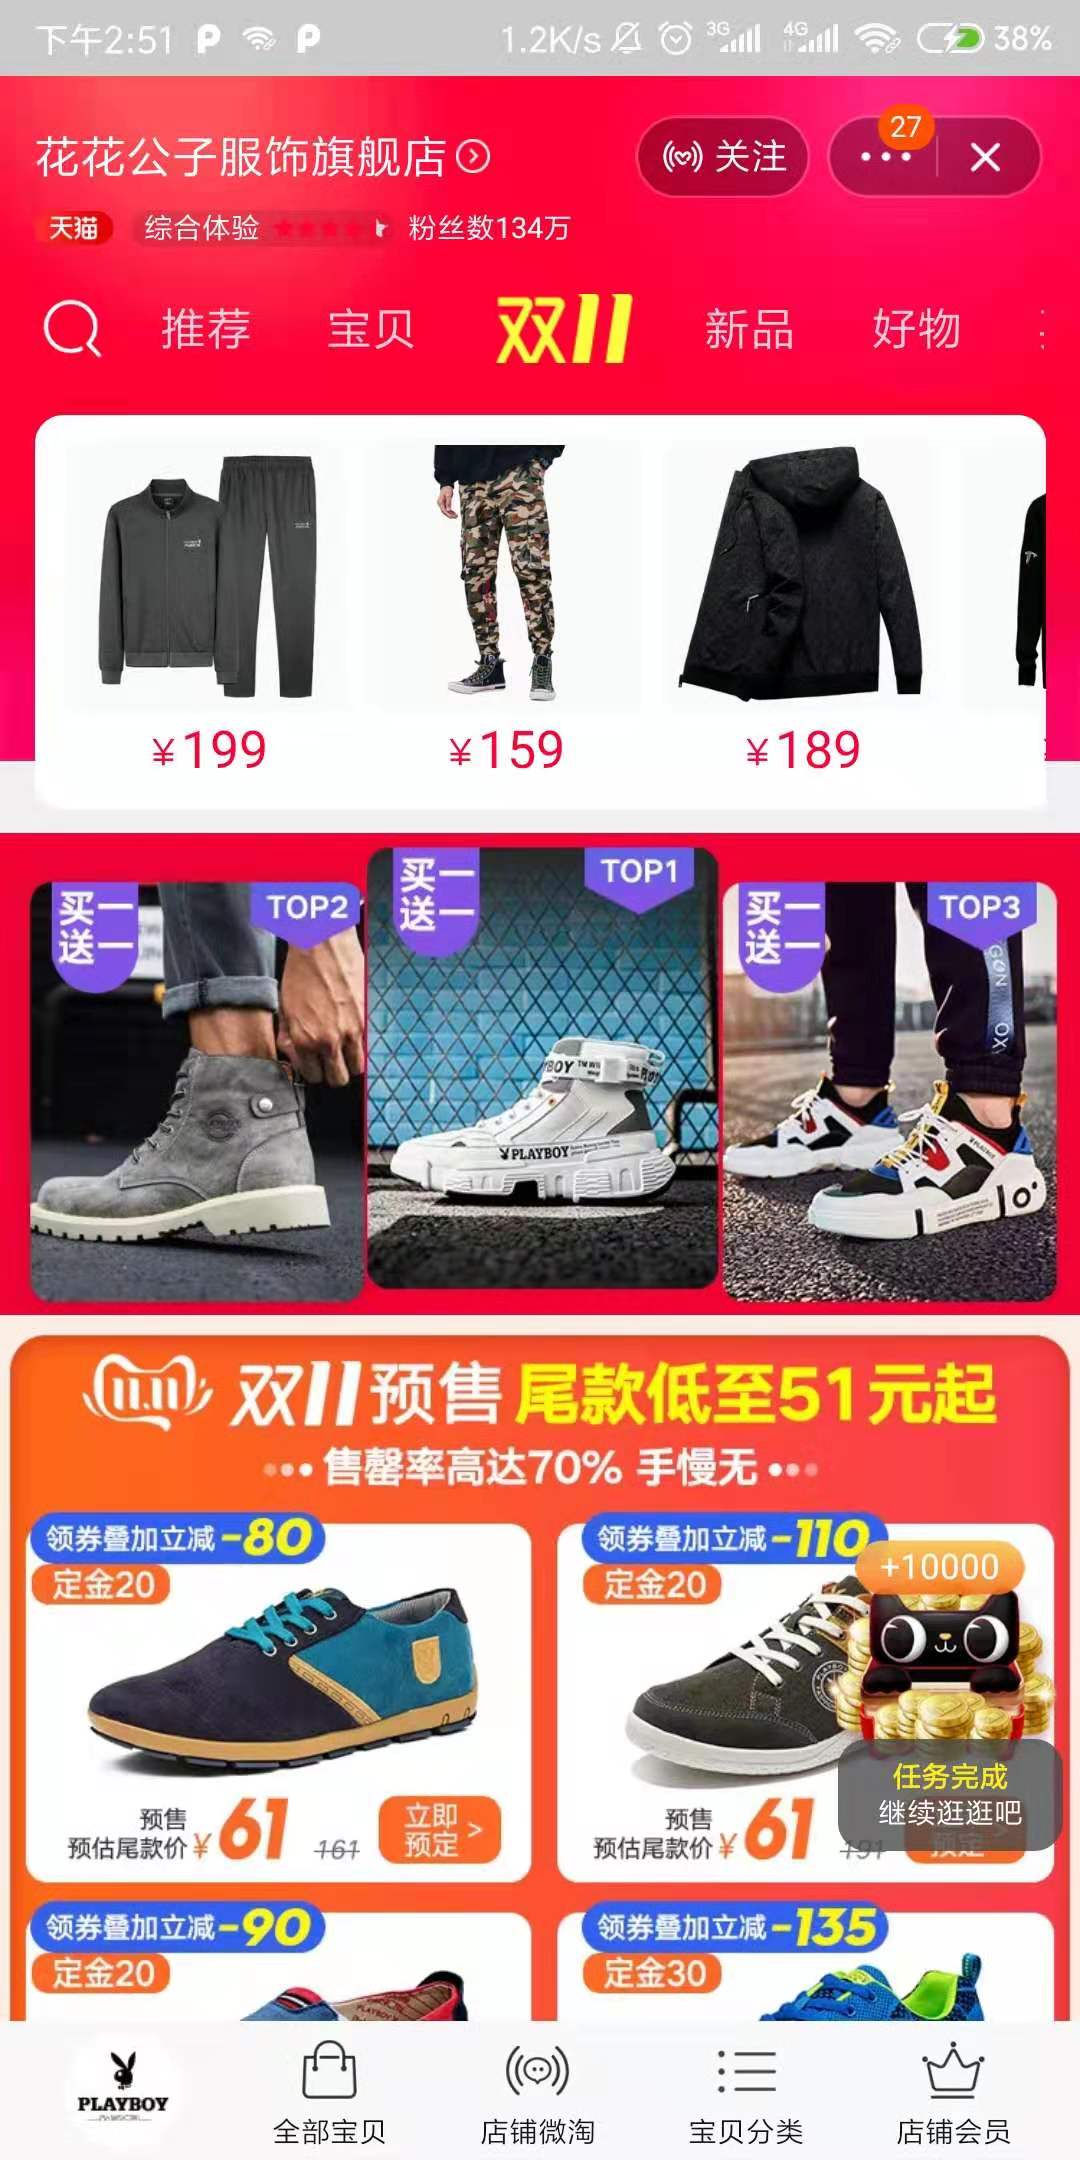 下午2:51
1.2K/s
3G
4G
38%
花花公子服饰旗舰店
关注
27
天猫
综合体验
粉丝数134万
推荐
宝贝
双11
新品
好物
¥199
¥159
¥189
买一送一
TOP2
买一送一
TOP1
买一送一
TOP3
PLAYBOY
11.11
双11预售 尾款低至51元起
售罄率高达70% 手慢无
领券叠加立减-80
定金20
预售
预估尾款价¥61
161
立即预定 >
领券叠加立减-110
定金20
+10000
预售
预估尾款价¥61
191
预定
任务完成
继续逛逛吧
领券叠加立减-90
定金20
PLAYBOY
领券叠加立减-135
定金30
PLAYBOY
全部宝贝
店铺微淘
宝贝分类
店铺会员